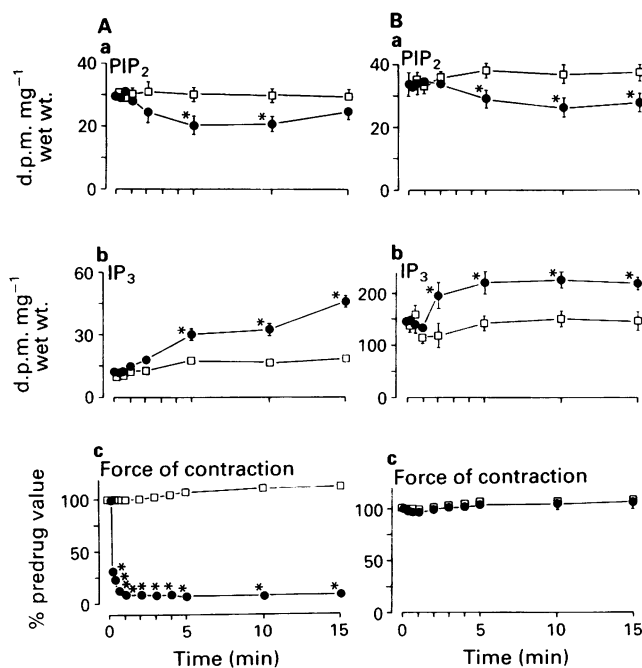 A
a
PIP2
40
20
0
d.p.m. mg−1
wet wt.
B
a
PIP2
40
20
0
b
IP3
60
30
0
d.p.m. mg−1
wet wt.
b
IP3
200
100
0
c
Force of contraction
100
50
0
% predrug value
0 5 10 15
Time (min)
c
Force of contraction
100
50
0
0 5 10 15
Time (min)